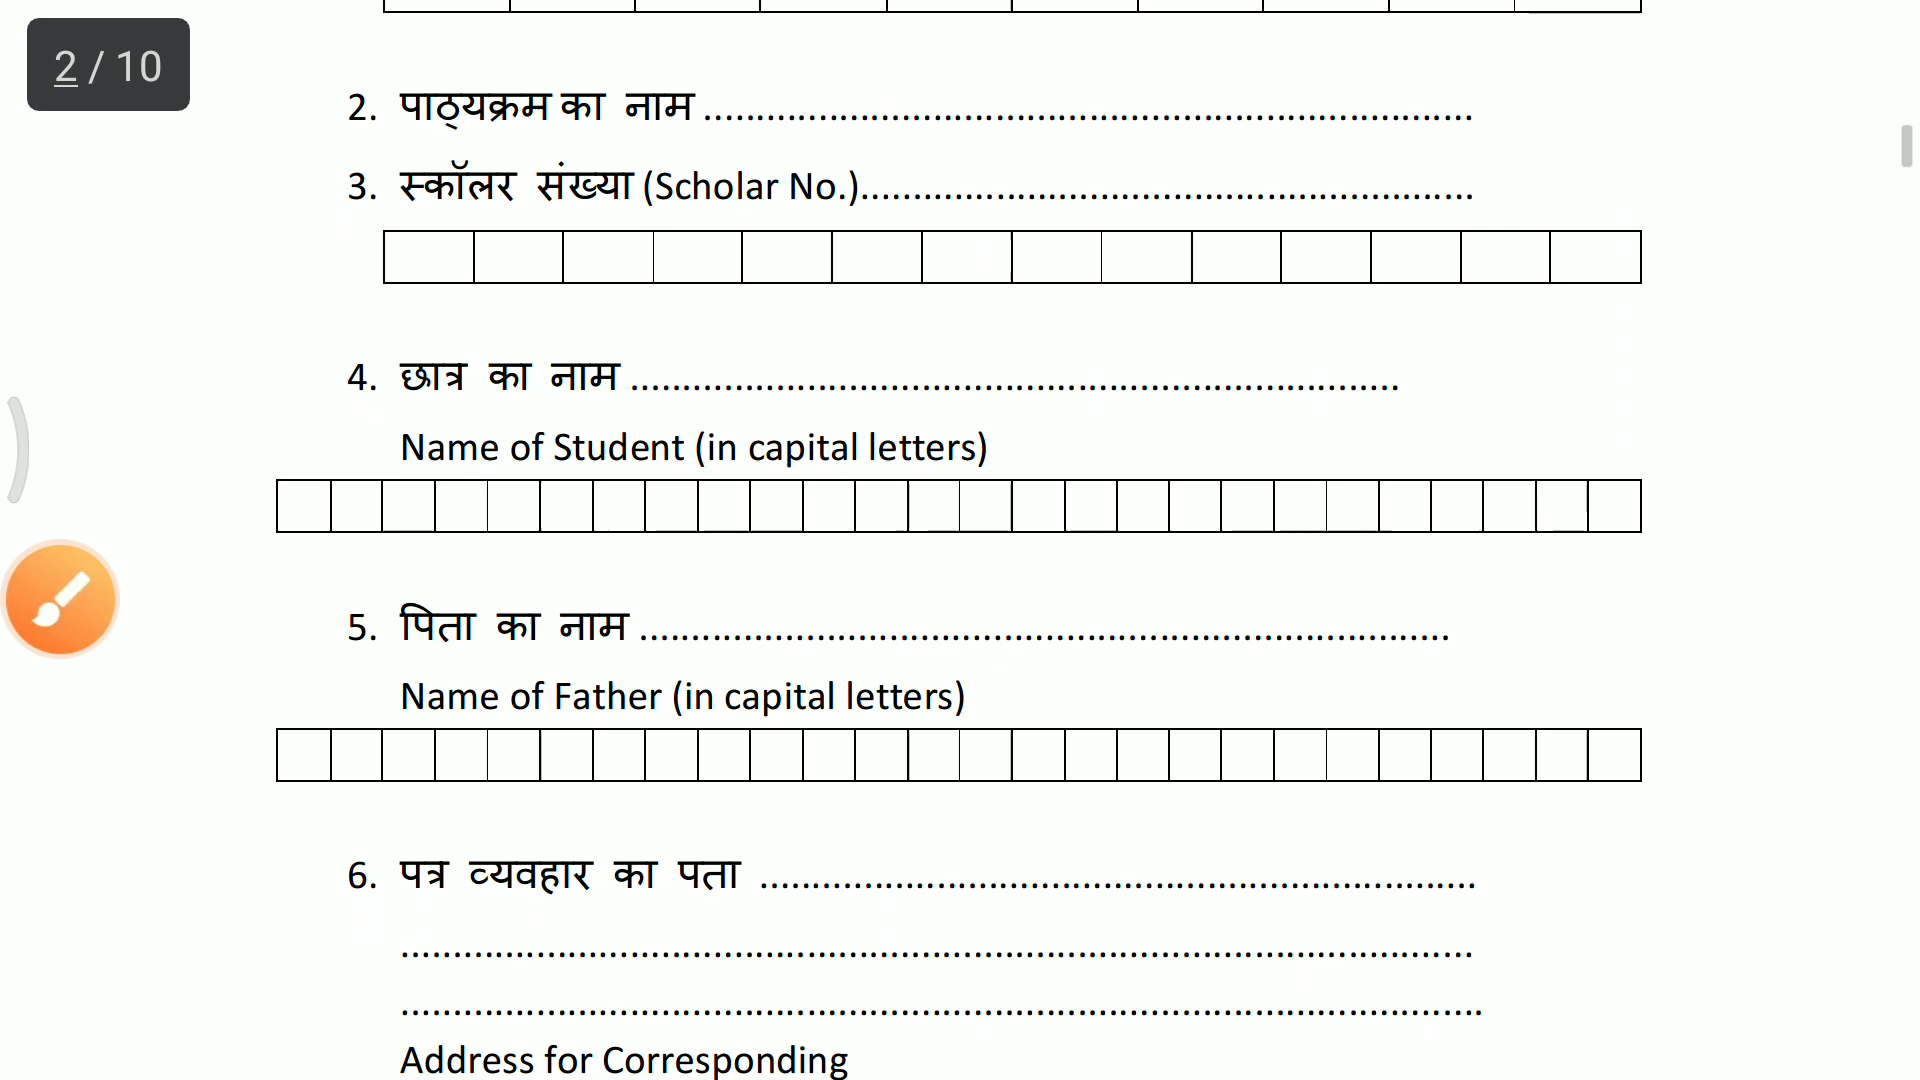 2 / 10
2. पाठ्यक्रम का नाम ..........................................................................
3. स्कॉलर संख्या (Scholar No.)...........................................................
4. छात्र का नाम ..........................................................................
Name of Student (in capital letters)
5. पिता का नाम ..............................................................................
Name of Father (in capital letters)
6. पत्र व्यवहार का पता .....................................................................
.......................................................................................................
........................................................................................................
Address for Corresponding